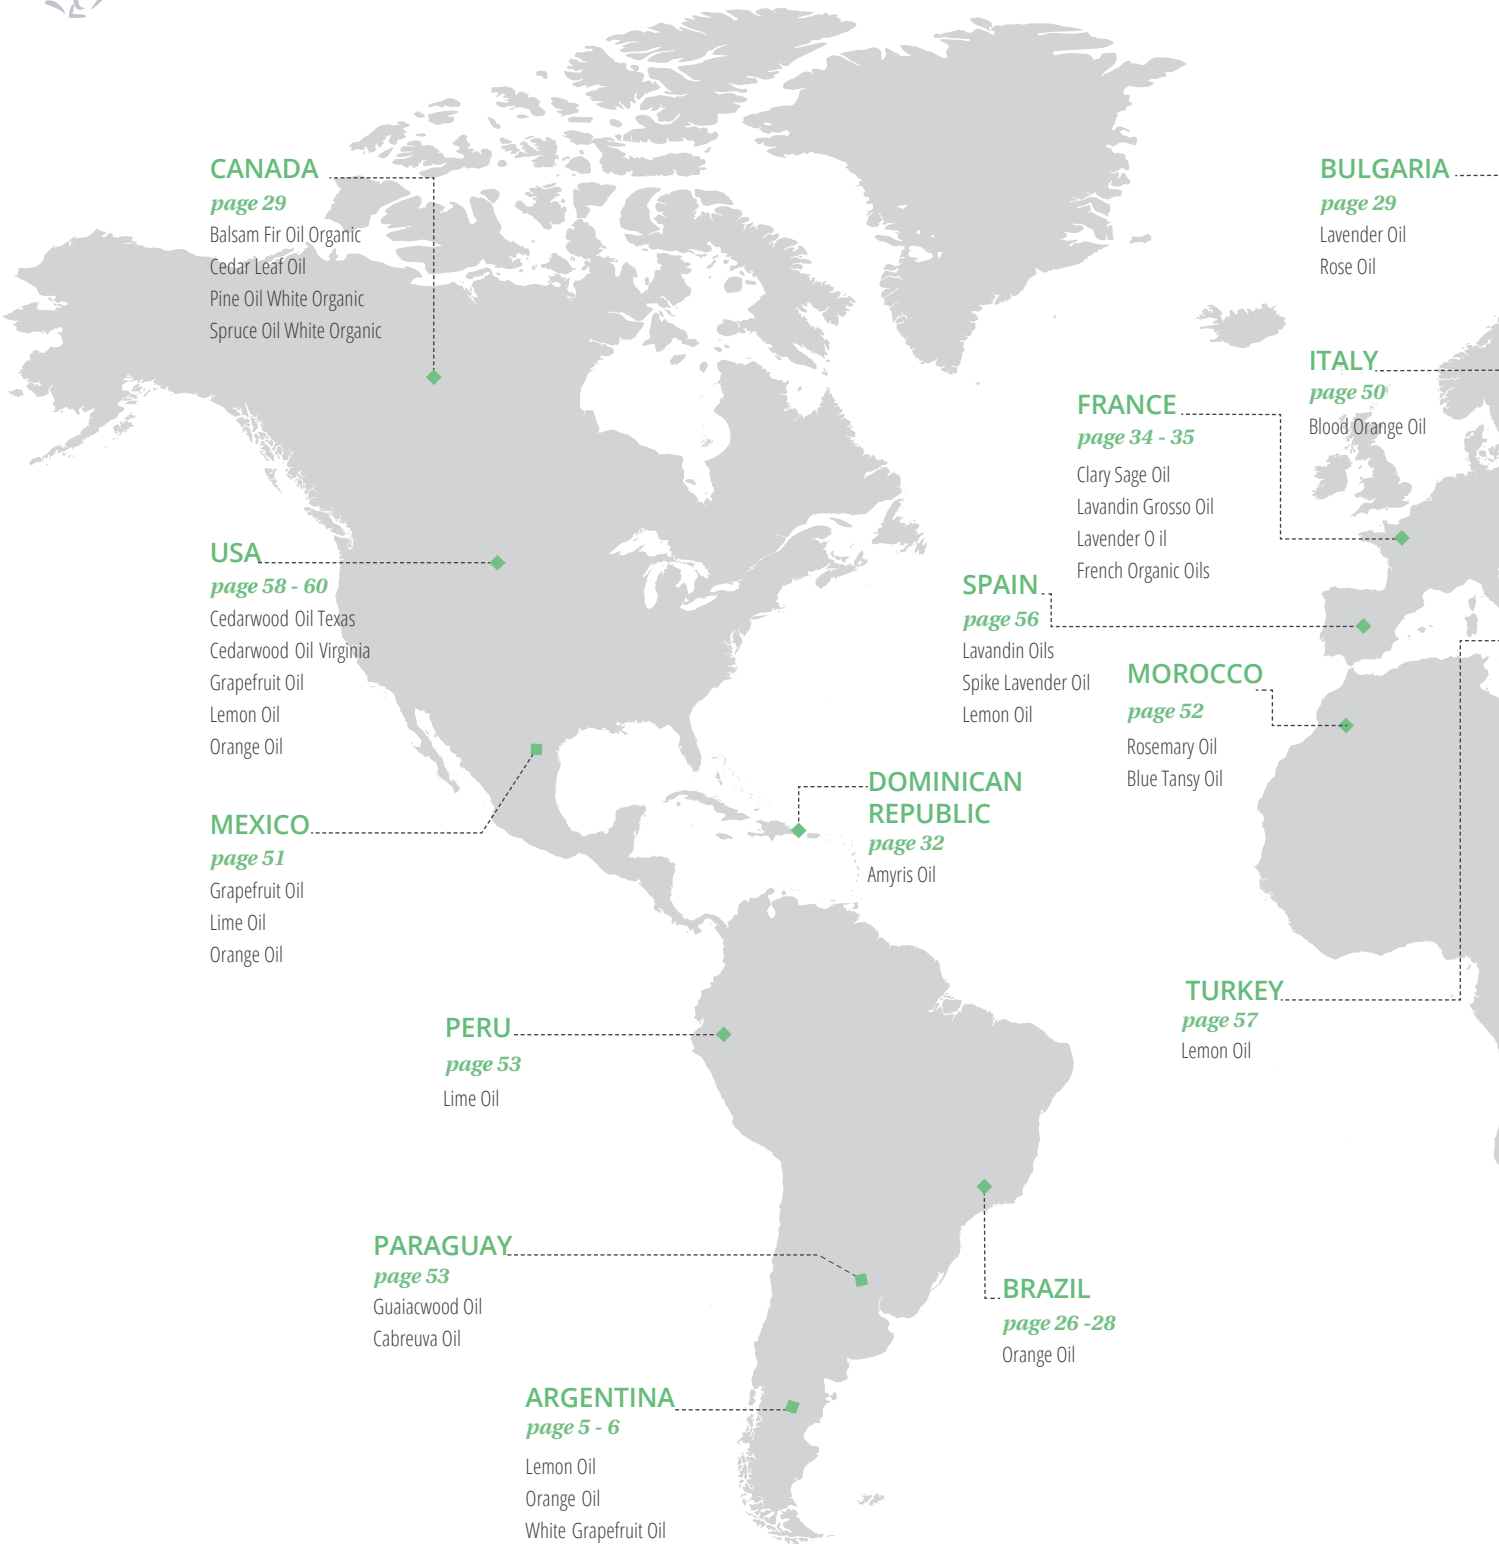 CANADA
page 29
Balsam Fir Oil Organic
Cedar Leaf Oil
Pine Oil White Organic
Spruce Oil White Organic
BULGARIA
page 29
Lavender Oil
Rose Oil
ITALY
page 50
Blood Orange Oil
FRANCE
page 34 - 35
Clary Sage Oil
Lavandin Grosso Oil
Lavender O il
French Organic Oils
USA
page 58 - 60
Cedarwood Oil Texas
Cedarwood Oil Virginia
Grapefruit Oil
Lemon Oil
Orange Oil
SPAIN
page 56
Lavandin Oils
Spike Lavender Oil
Lemon Oil
MOROCCO
page 52
Rosemary Oil
Blue Tansy Oil
DOMINICAN
REPUBLIC
page 32
Amyris Oil
MEXICO
page 51
Grapefruit Oil
Lime Oil
Orange Oil
TURKEY
page 57
Lemon Oil
PERU
page 53
Lime Oil
PARAGUAY
page 53
Guaiacwood Oil
Cabreuva Oil
BRAZIL
page 26 -28
Orange Oil
ARGENTINA
page 5 - 6
Lemon Oil
Orange Oil
White Grapefruit Oil